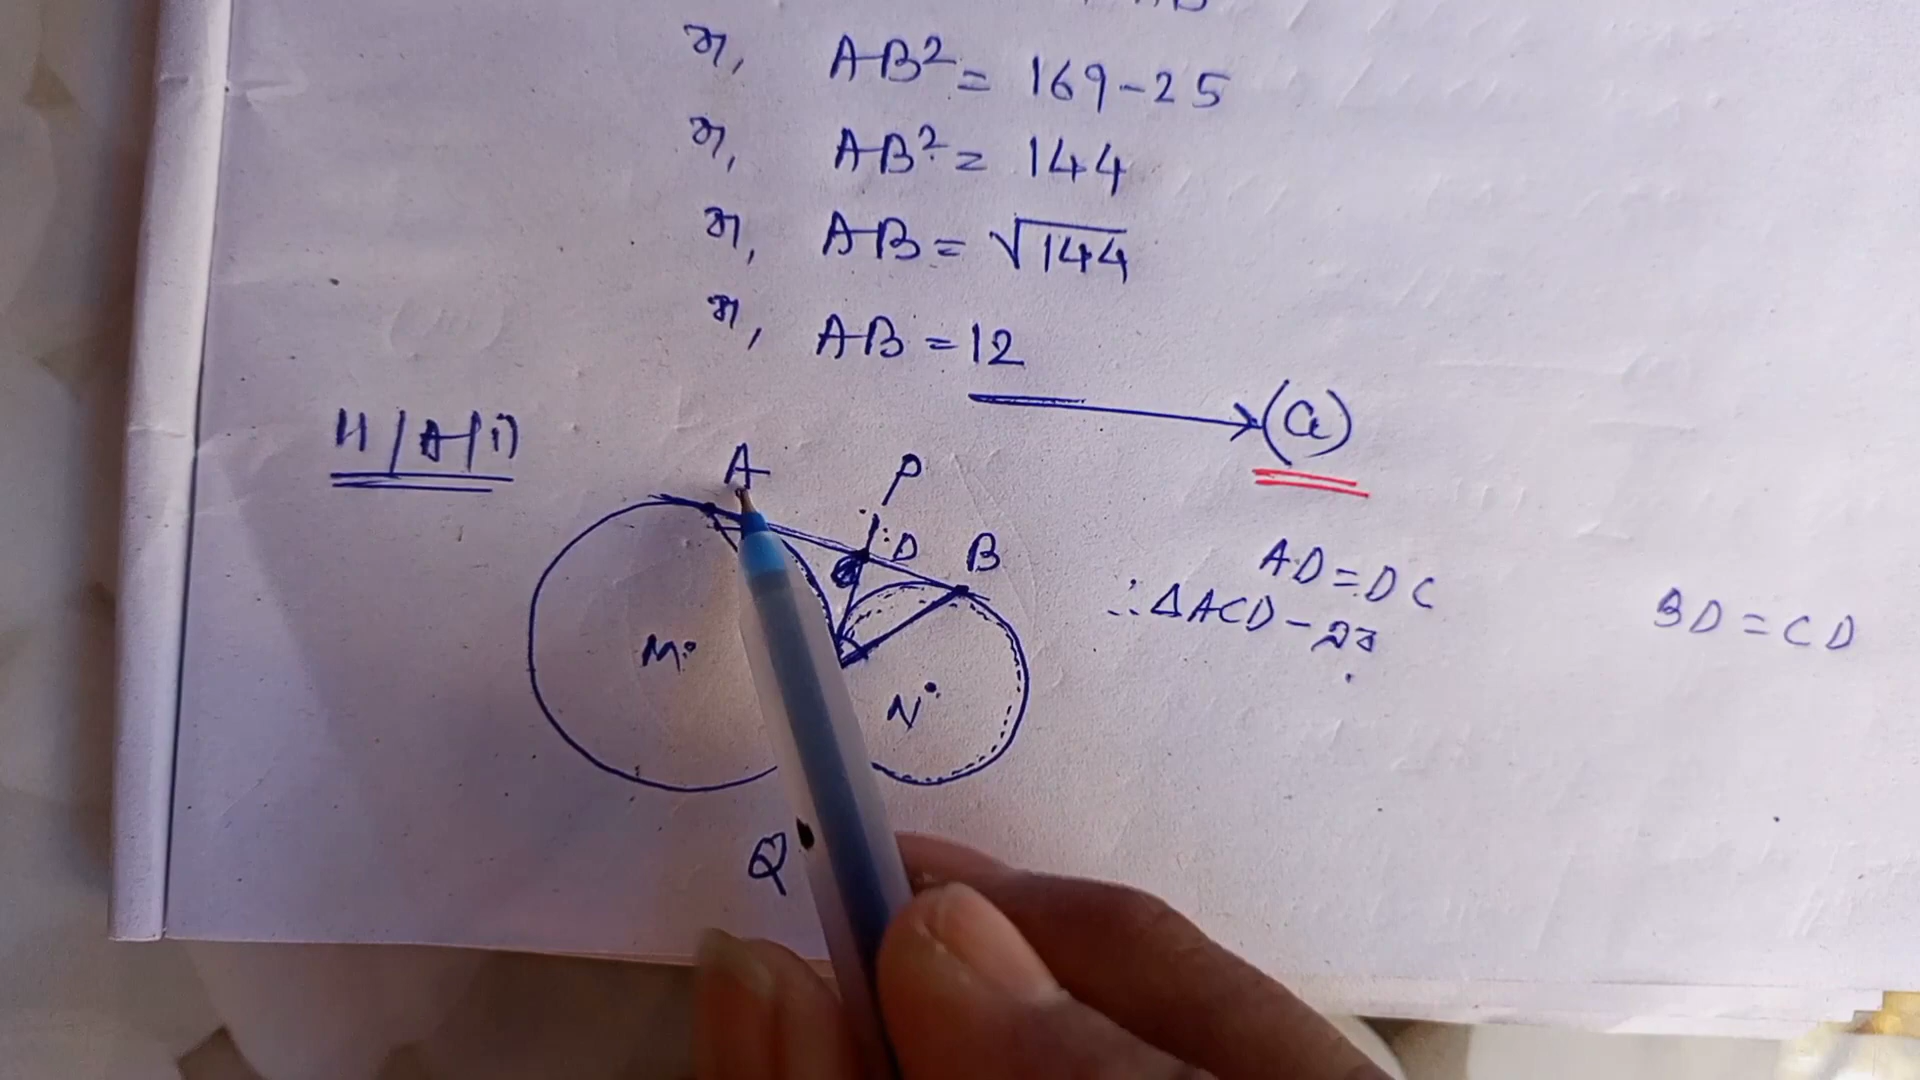 বা, AB² = 169-25
বা, AB² = 144
বা, AB = √144
বা, AB = 12
(a)
11/A(i)
A
P
D
B
M
N
Q
AD = DC
∴ ΔACD -
BD = CD